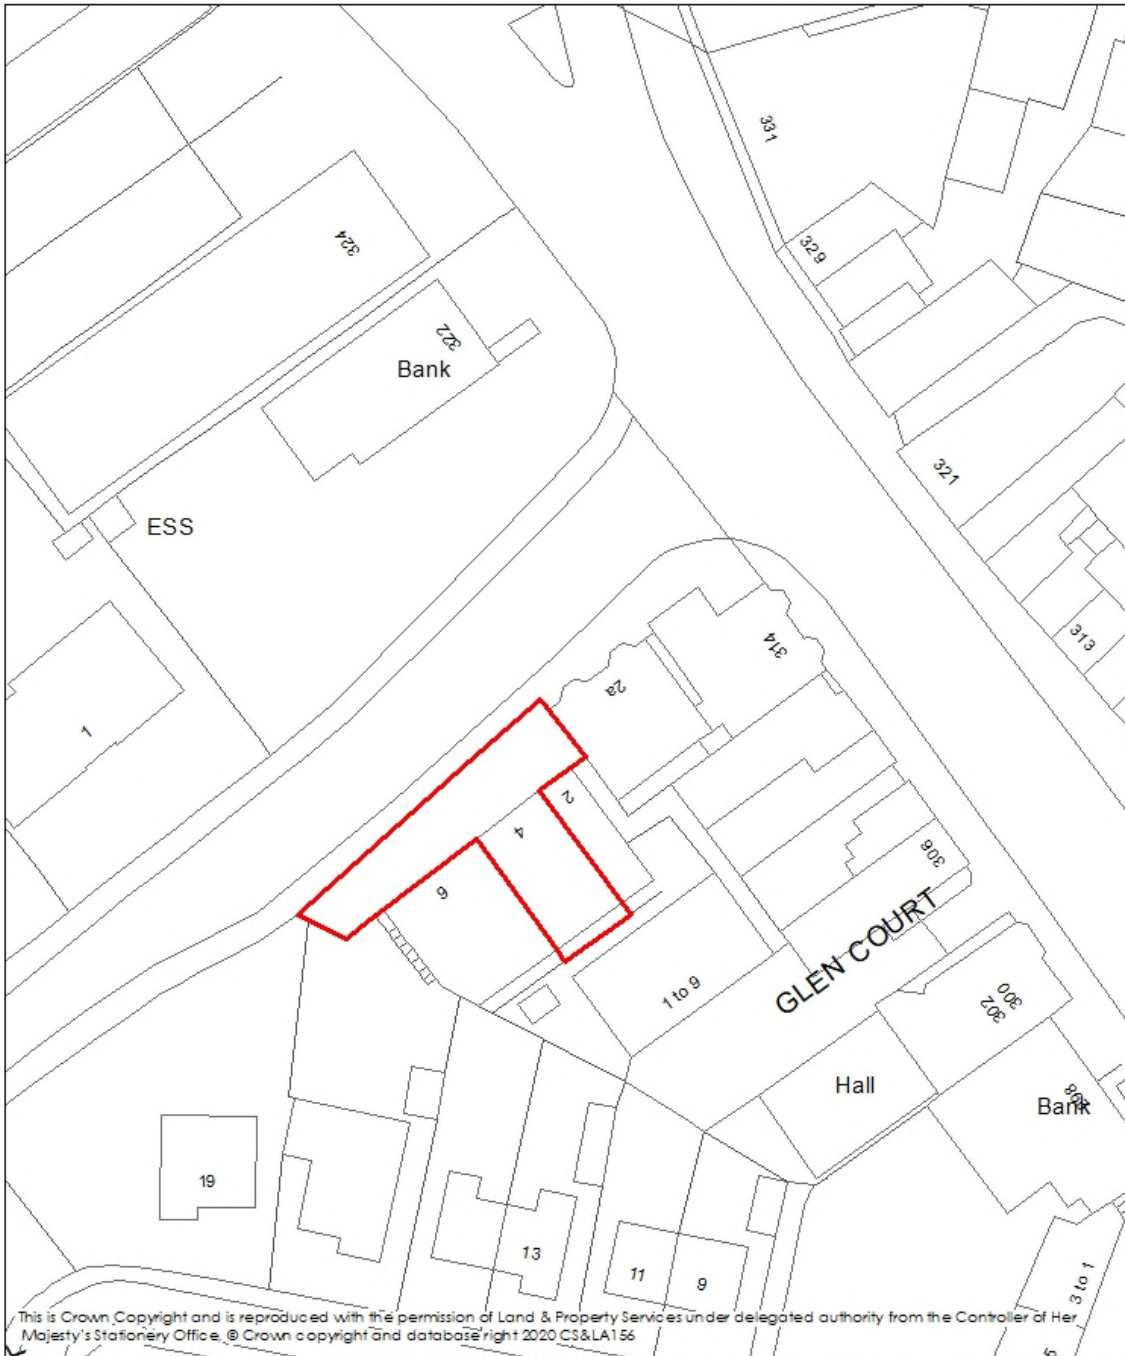 331
324
329
322
Bank
321
ESS
313
314
2a
1
2
4
306
6
GLEN COURT
1 to 9
300
302
Hall
298
Bank
19
13
11
9
3 to 1
This is Crown Copyright and is reproduced with the permission of Land & Property Services under delegated authority from the Controller of Her
Majesty's Stationery Office, © Crown copyright and database right 2020 CS&LA156